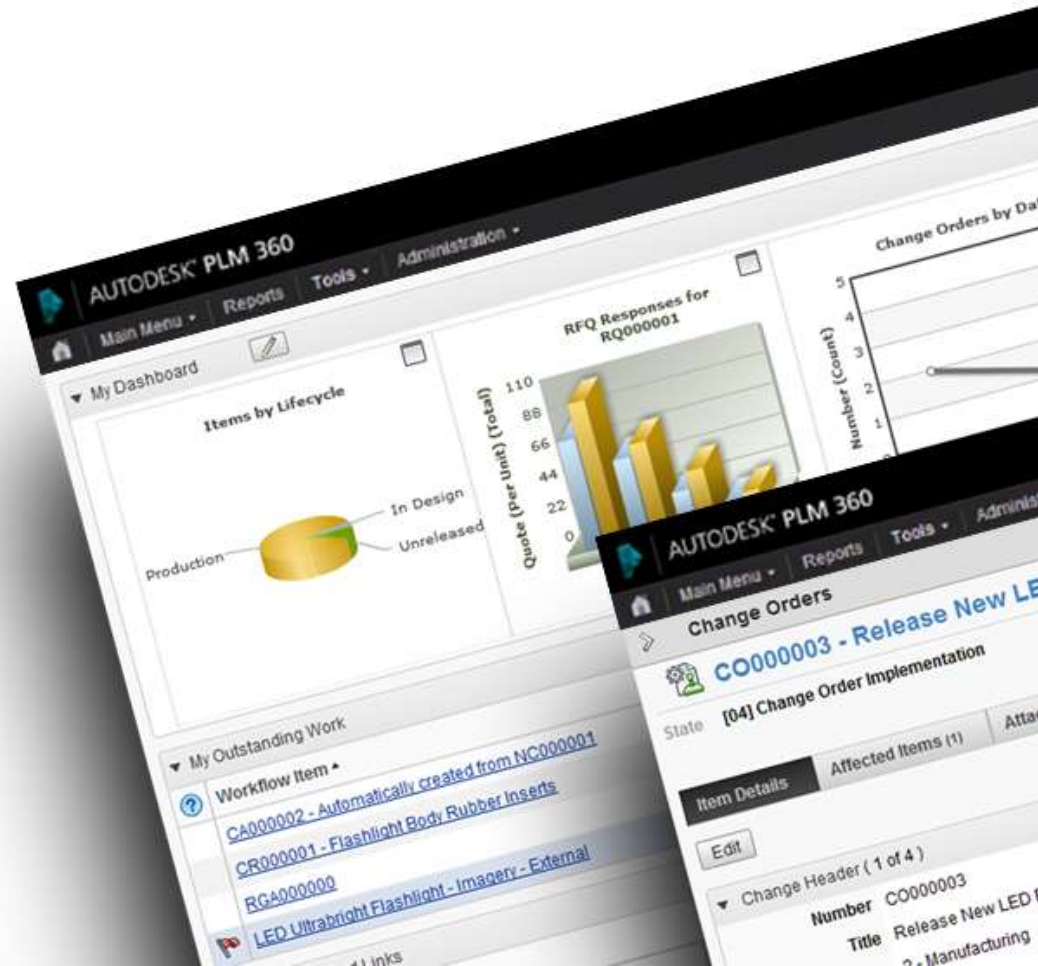 AUTODESK® PLM 360
Main Menu
Reports
Tools
Administration
My Dashboard
Items by Lifecycle
In Design
Unreleased
Production
RFQ Responses for
RQ000001
Quote (Per Unit) (Total)
110
88
66
44
22
0
Change Orders by
Number (Count)
5
4
3
2
1
My Outstanding Work
Workflow Item
CA000002 - Automatically created from NC000001
CR000001 - Flashlight Body Rubber Inserts
RGA000000
LED Ultrabright Flashlight - Imagery - External
Links
AUTODESK® PLM 360
Main Menu
Reports
Tools
Change Orders
CO000003 - Release New
State [04] Change Order Implementation
Item Details
Affected Items (1)
Edit
Change Header ( 1 of 4 )
Number CO000003
Title Release New LED
- Manufacturing